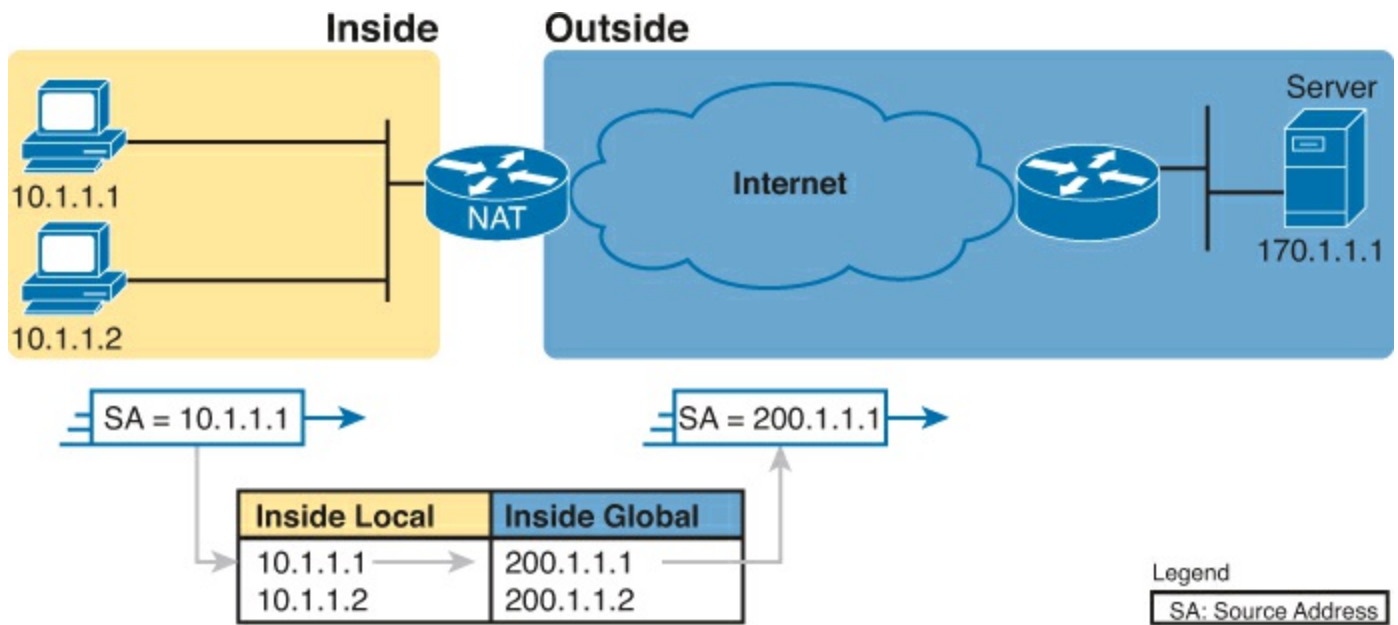 Inside
Outside
10.1.1.1
10.1.1.2
NAT
Internet
Server
170.1.1.1
SA = 10.1.1.1
SA = 200.1.1.1
Inside Local Inside Global
10.1.1.1 200.1.1.1
10.1.1.2 200.1.1.2
Legend
SA: Source Address